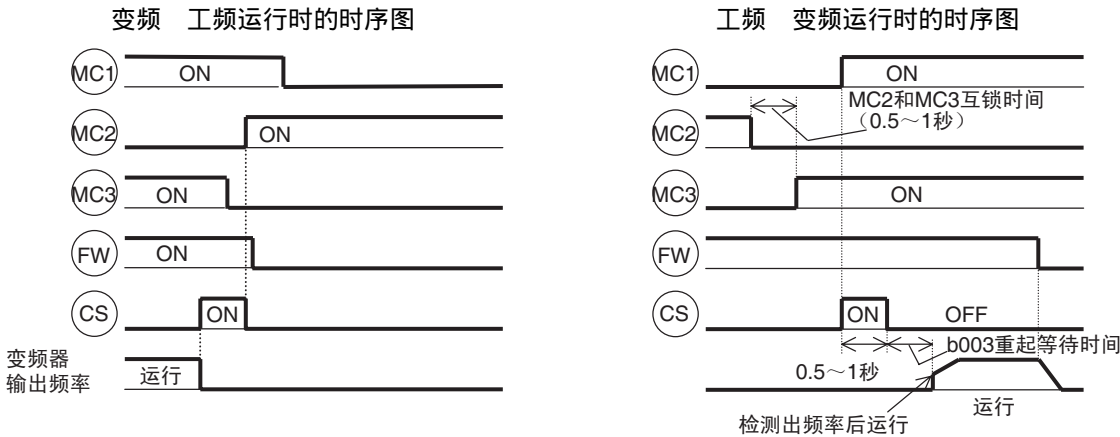 变频 工频运行时的时序图
MC1
ON
MC2
ON
MC3
ON
FW
ON
CS
ON
变频器
输出频率
运行
工频 变频运行时的时序图
MC1
ON
MC2和MC3互锁时间
（0.5～1秒）
MC2
MC3
ON
FW
CS
ON
OFF
b003重起等待时间
0.5～1秒
运行
检测出频率后运行